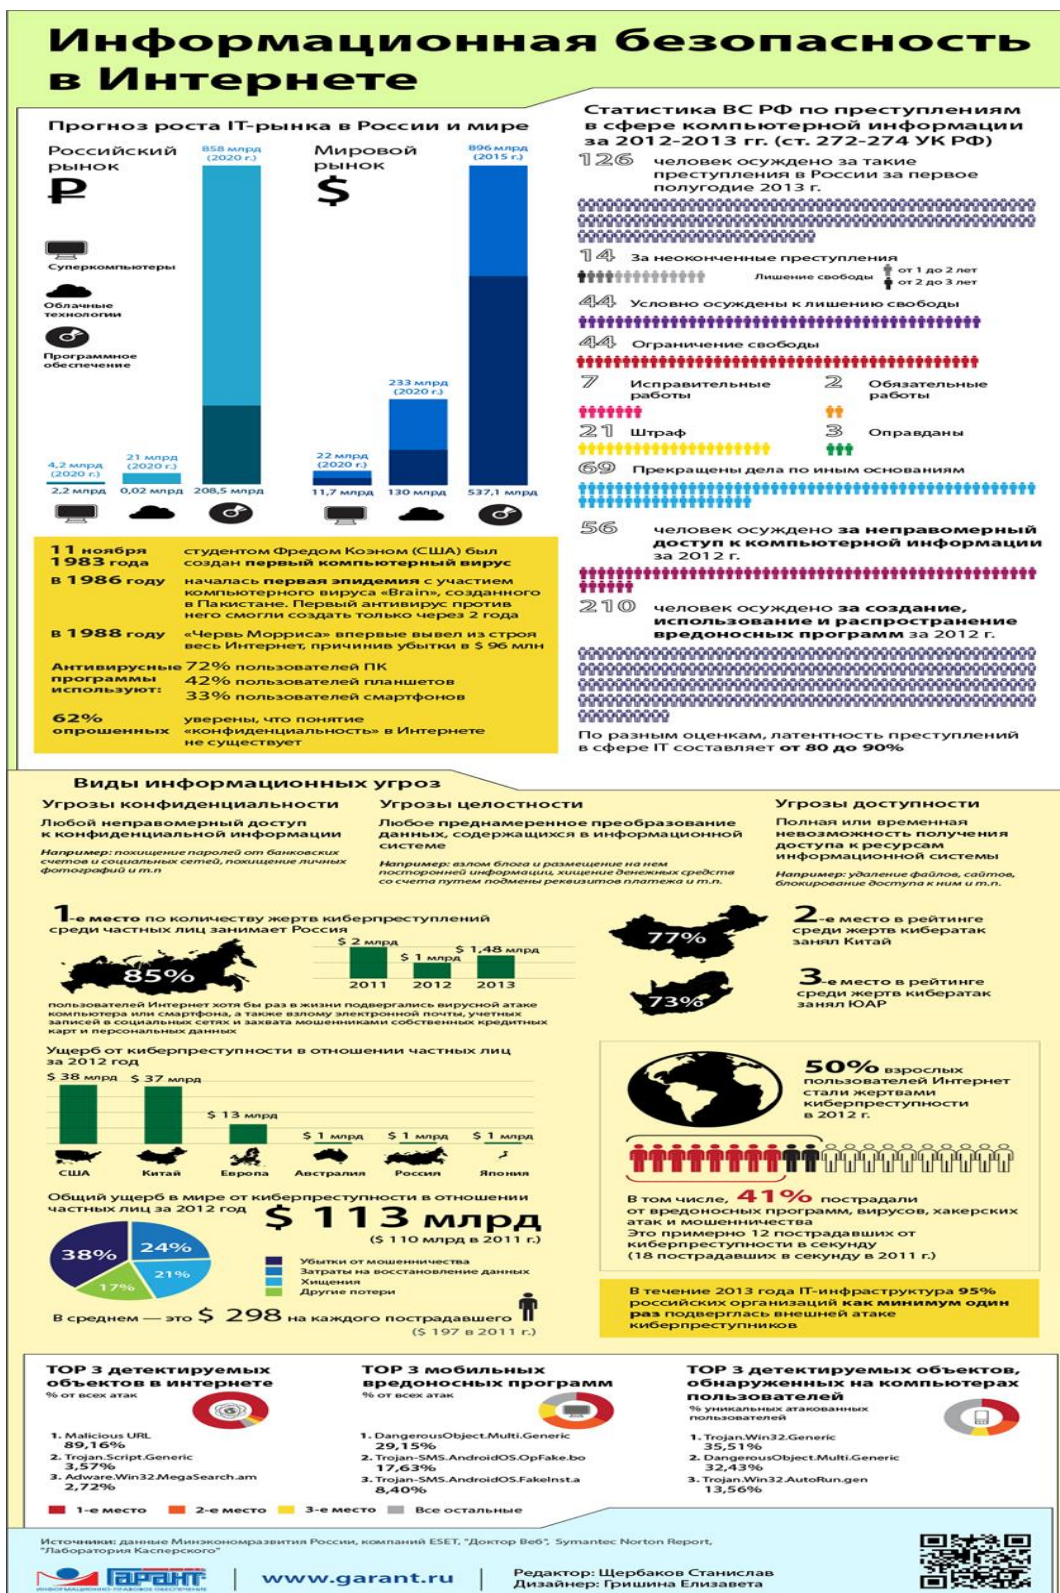 Информационная безопасность
в Интернете
Прогноз роста IT-рынка в России и мире
Российский
рынок
₽
Суперкомпьютеры
Облачные
технологии
Программное
обеспечение
4,2 млрд
(2020 г.)
2,2 млрд
21 млрд
(2020 г.)
0,02 млрд
858 млрд
(2020 г.)
208,5 млрд
Мировой
рынок
$
22 млрд
(2020 г.)
11,7 млрд
233 млрд
(2020 г.)
130 млрд
896 млрд
(2015 г.)
537,1 млрд
11 ноября
1983 года
студентом Фредом Коэном (США) был
создан первый компьютерный вирус
в 1986 году
началась первая эпидемия с участием
компьютерного вируса «Brain», созданного
в Пакистане. Первый антивирус против
него смогли создать только через 2 года
в 1988 году
«Червь Морриса» впервые вывел из строя
весь Интернет, причинив убытки в $ 96 млн
Антивирусные
программы
используют:
72% пользователей ПК
42% пользователей планшетов
33% пользователей смартфонов
62%
опрошенных
уверены, что понятие
«конфиденциальность» в Интернете
не существует
Статистика ВС РФ по преступлениям
в сфере компьютерной информации
за 2012-2013 гг. (ст. 272-274 УК РФ)
126 человек осуждено за такие
преступления в России за первое
полугодие 2013 г.
14 За неоконченные преступления
Лишение свободы
от 1 до 2 лет
от 2 до 3 лет
44 Условно осуждены к лишению свободы
44 Ограничение свободы
7 Исправительные
работы
2 Обязательные
работы
21 Штраф
3 Оправданы
69 Прекращены дела по иным основаниям
56 человек осуждено за неправомерный
доступ к компьютерной информации
за 2012 г.
210 человек осуждено за создание,
использование и распространение
вредоносных программ за 2012 г.
По разным оценкам, латентность преступлений
в сфере IT составляет от 80 до 90%
Виды информационных угроз
Угрозы конфиденциальности
Любой неправомерный доступ
к конфиденциальной информации
Например: похищение паролей от банковских
счетов и социальных сетей, похищение личных
фотографий и т.п
Угрозы целостности
Любое преднамеренное преобразование
данных, содержащихся в информационной
системе
Например: взлом блога и размещение на нем
посторонней информации, хищение денежных средств
со счета путем подмены реквизитов платежа и т.п.
Угрозы доступности
Полная или временная
невозможность получения
доступа к ресурсам
информационной системы
Например: удаление файлов, сайтов,
блокирование доступа к ним и т.п.
1-е место по количеству жертв киберпреступлений
среди частных лиц занимает Россия
85%
$ 2 млрд
$ 1 млрд
$ 1,48 млрд
2011 2012 2013
пользователей Интернет хотя бы раз в жизни подвергались вирусной атаке
компьютера или смартфона, а также взлому электронной почты, учетных
записей в социальных сетях и захвата мошенниками собственных кредитных
карт и персональных данных
77%
2-е место в рейтинге
среди жертв кибератак
занял Китай
73%
3-е место в рейтинге
среди жертв кибератак
занял ЮАР
Ущерб от киберпреступности в отношении частных лиц
за 2012 год
$ 38 млрд $ 37 млрд
$ 13 млрд
$ 1 млрд $ 1 млрд $ 1 млрд
США Китай Европа Австралия Россия Япония
Общий ущерб в мире от киберпреступности в отношении
частных лиц за 2012 год
$ 113 млрд
($ 110 млрд в 2011 г.)
38%
24%
21%
17%
Убытки от мошенничества
Затраты на восстановление данных
Хищения
Другие потери
В среднем — это $ 298 на каждого пострадавшего
($ 197 в 2011 г.)
50% взрослых
пользователей Интернет
стали жертвами
киберпреступности
в 2012 г.
В том числе, 41% пострадали
от вредоносных программ, вирусов, хакерских
атак и мошенничества
Это примерно 12 пострадавших от
киберпреступности в секунду
(18 пострадавших в секунду в 2011 г.)
В течение 2013 года IT-инфраструктура 95%
российских организаций как минимум один
раз подверглась внешней атаке
киберпреступников
TOP 3 детектируемых
объектов в интернете
% от всех атак
1. Malicious URL
89,16%
2. Trojan.Script.Generic
3,57%
3. Adware.Win32.MegaSearch.am
2,72%
TOP 3 мобильных
вредоносных программ
% от всех атак
1. DangerousObject.Multi.Generic
29,15%
2. Trojan-SMS.AndroidOS.OpFake.bo
17,63%
3. Trojan-SMS.AndroidOS.FakeInst.a
8,40%
TOP 3 детектируемых объектов,
обнаруженных на компьютерах
пользователей
% уникальных атакованных
пользователей
1. Trojan.Win32.Generic
35,51%
2. DangerousObject.Multi.Generic
32,43%
3. Trojan.Win32.AutoRun.gen
13,56%
1-е место 2-е место 3-е место Все остальные
Источники: данные Минэкономразвития России, компаний ESET, "Доктор Веб", Symantec Norton Report,
"Лаборатория Касперского"
ГАРАНТ
ИНФОРМАЦИОННО-ПРАВОВОЕ ОБЕСПЕЧЕНИЕ
www.garant.ru
Редактор: Щербаков Станислав
Дизайнер: Гришина Елизавета